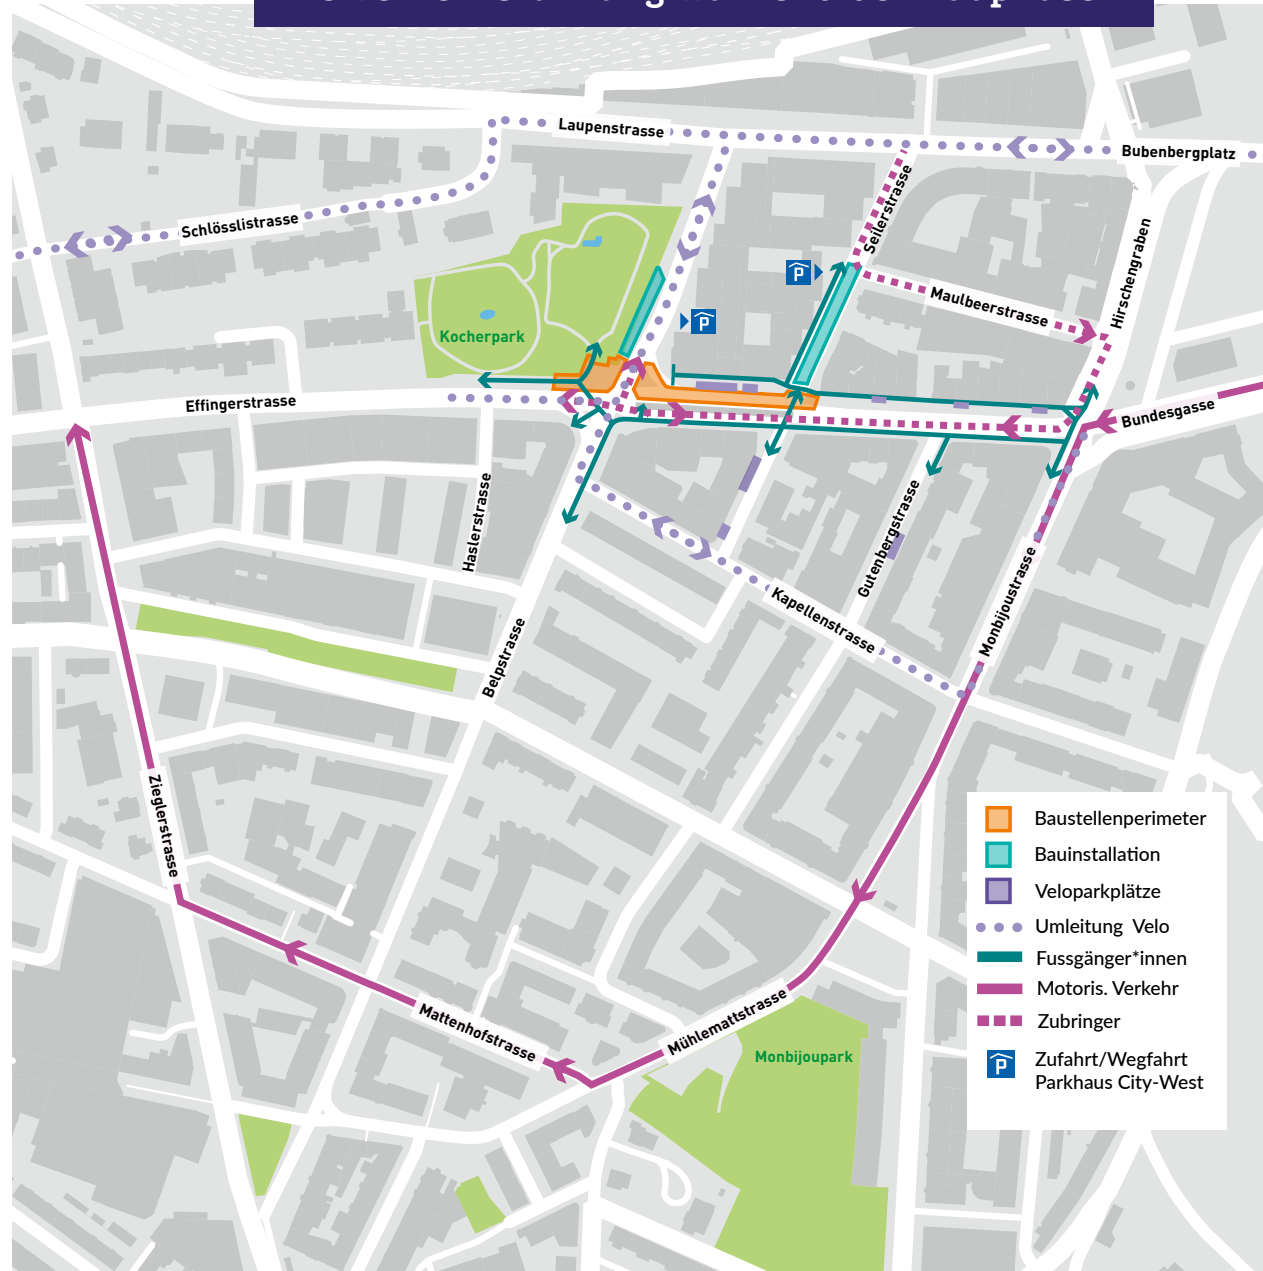 Laupenstrasse
Bubenbergplatz
Schlösslistrasse
Seilerstrasse
Hirschengraben
Maulbeerstrasse
P
P
Kocherpark
Effingerstrasse
Bundesgasse
Haslerstrasse
Gutenbergstrasse
Monbijoustrasse
Kapellenstrasse
Belpstrasse
Zieglerstrasse
Mattenhofstrasse
Mühlemattstrasse
Monbijoupark
Baustellenperimeter
Bauinstallation
Veloparkplätze
Umleitung Velo
Fussgänger*innen
Motoris. Verkehr
Zubringer
P
Zufahrt/Wegfahrt
Parkhaus City-West